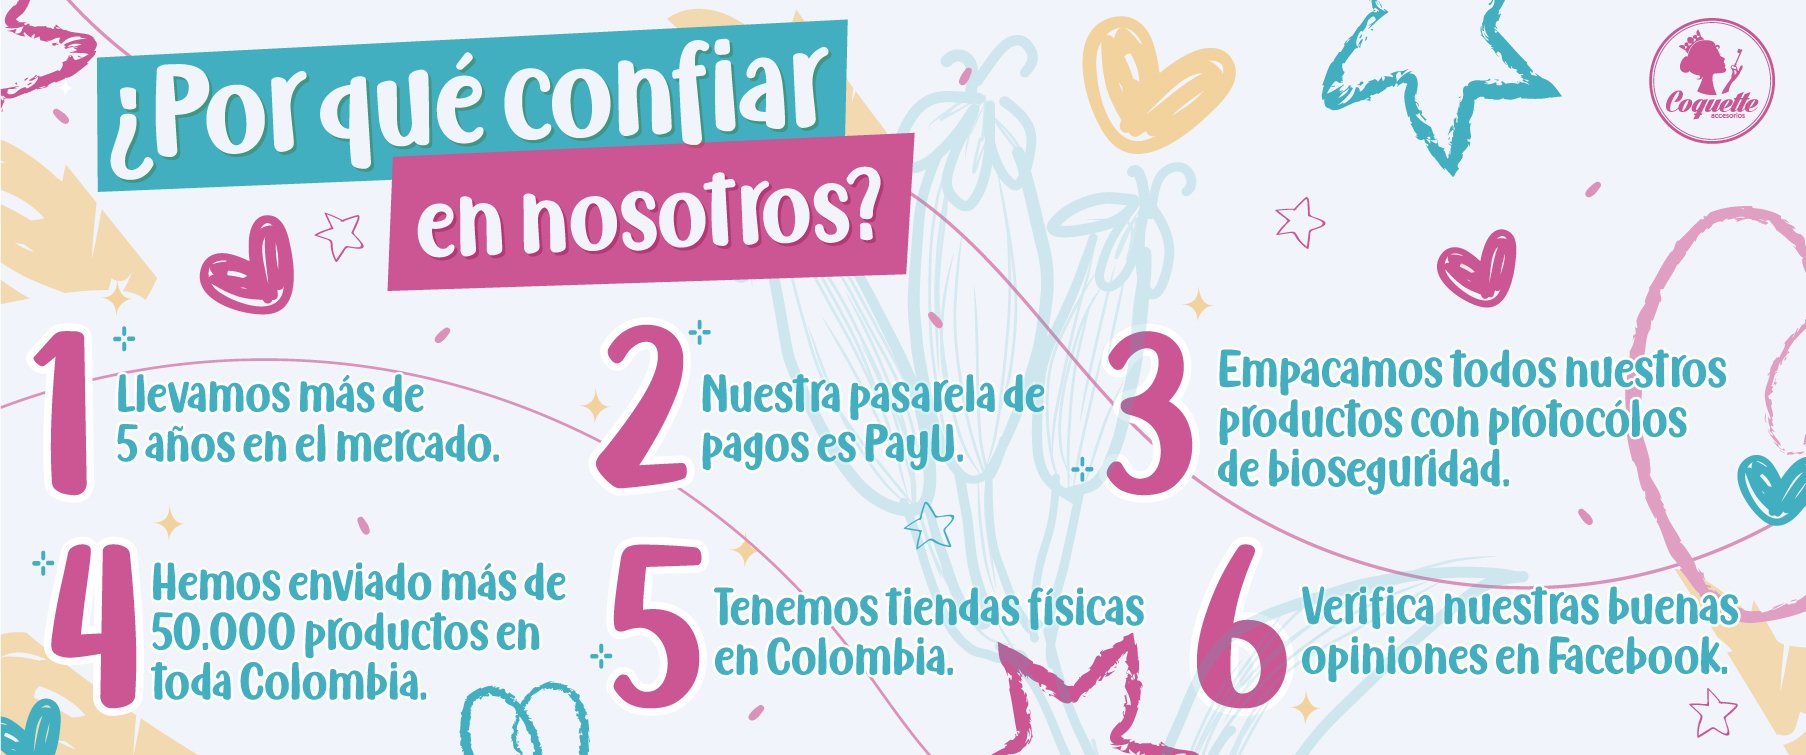 ¿Por qué confiar
en nosotros?
Coquette
accesorios
1
Llevamos más de
5 años en el mercado.
2
Nuestra pasarela de
pagos es PayU.
3
Empacamos todos nuestros
productos con protocólos
de bioseguridad.
4
Hemos enviado más de
50.000 productos en
toda Colombia.
5
Tenemos tiendas físicas
en Colombia.
6
Verifica nuestras buenas
opiniones en Facebook.